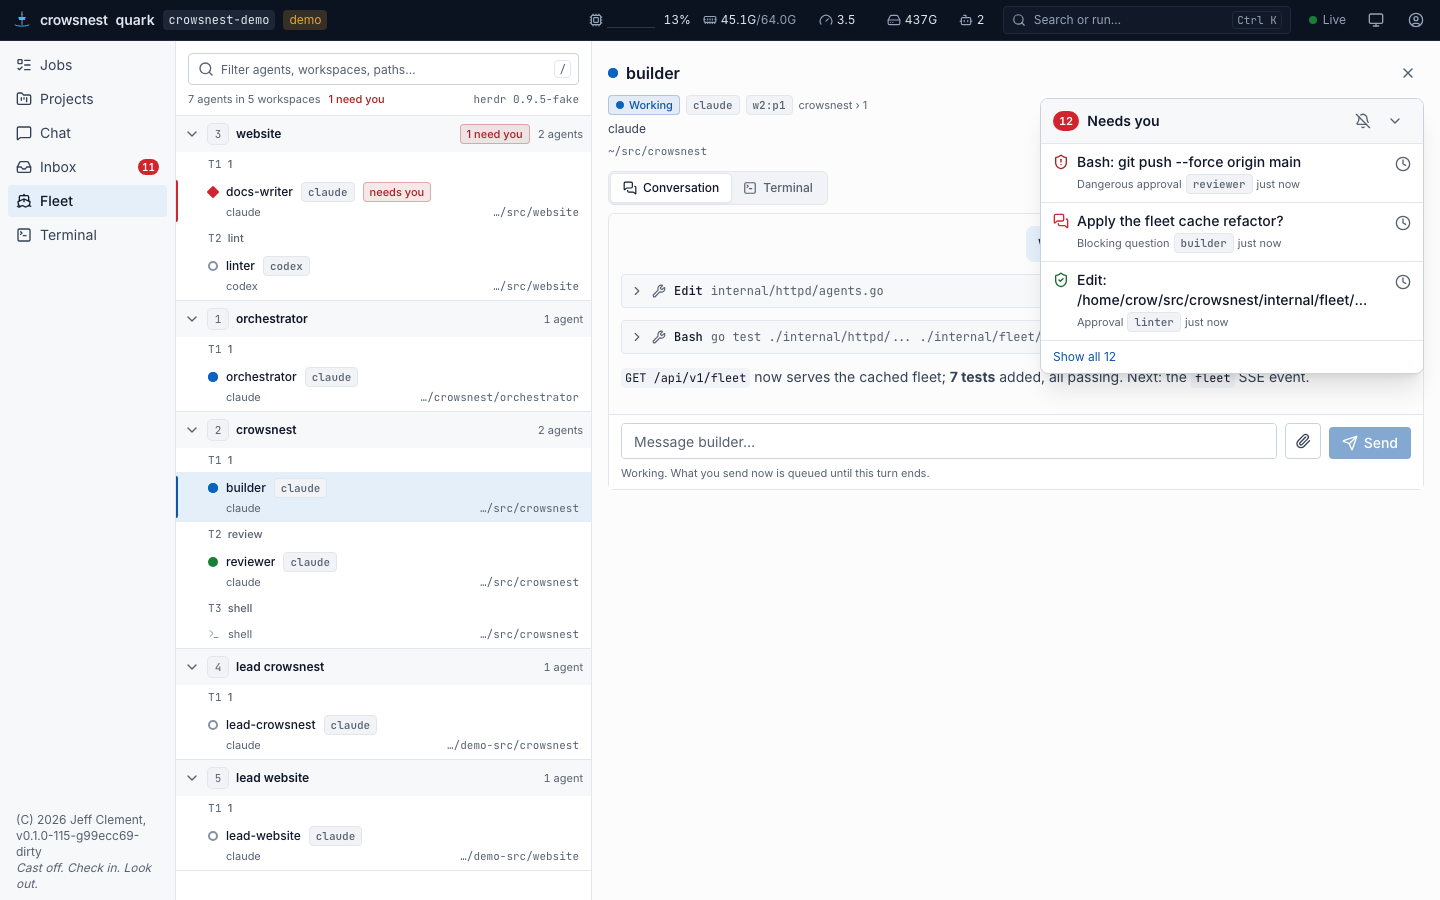 crowsnest quark crowsnest-demo demo 13% 45.1G/64.0G 3.5 437G 2 Search or run... Ctrl K Live
Jobs
Projects
Chat
Inbox 11
Fleet
Terminal
(C) 2026 Jeff Clement,
v0.1.0-115-g99ecc69-
dirty
Cast off. Check in. Look
out.
Filter agents, workspaces, paths... /
7 agents in 5 workspaces 1 need you herdr 0.9.5-fake
3 website 1 need you 2 agents
T1 1
docs-writer claude needs you
claude …/src/website
T2 lint
linter codex
codex …/src/website
1 orchestrator 1 agent
T1 1
orchestrator claude
claude …/crowsnest/orchestrator
2 crowsnest 2 agents
T1 1
builder claude
claude …/src/crowsnest
T2 review
reviewer claude
claude …/src/crowsnest
T3 shell
shell …/src/crowsnest
4 lead crowsnest 1 agent
T1 1
lead-crowsnest claude
claude …/demo-src/crowsnest
5 lead website 1 agent
T1 1
lead-website claude
claude …/demo-src/website
builder
Working claude w2:p1 crowsnest › 1
claude
~/src/crowsnest
Conversation Terminal
Edit internal/httpd/agents.go
Bash go test ./internal/httpd/... ./internal/fleet/
GET /api/v1/fleet now serves the cached fleet; 7 tests added, all passing. Next: the fleet SSE event.
Message builder... Send
Working. What you send now is queued until this turn ends.
12 Needs you
Bash: git push --force origin main
Dangerous approval reviewer just now
Apply the fleet cache refactor?
Blocking question builder just now
Edit:
/home/crow/src/crowsnest/internal/fleet/...
Approval linter just now
Show all 12